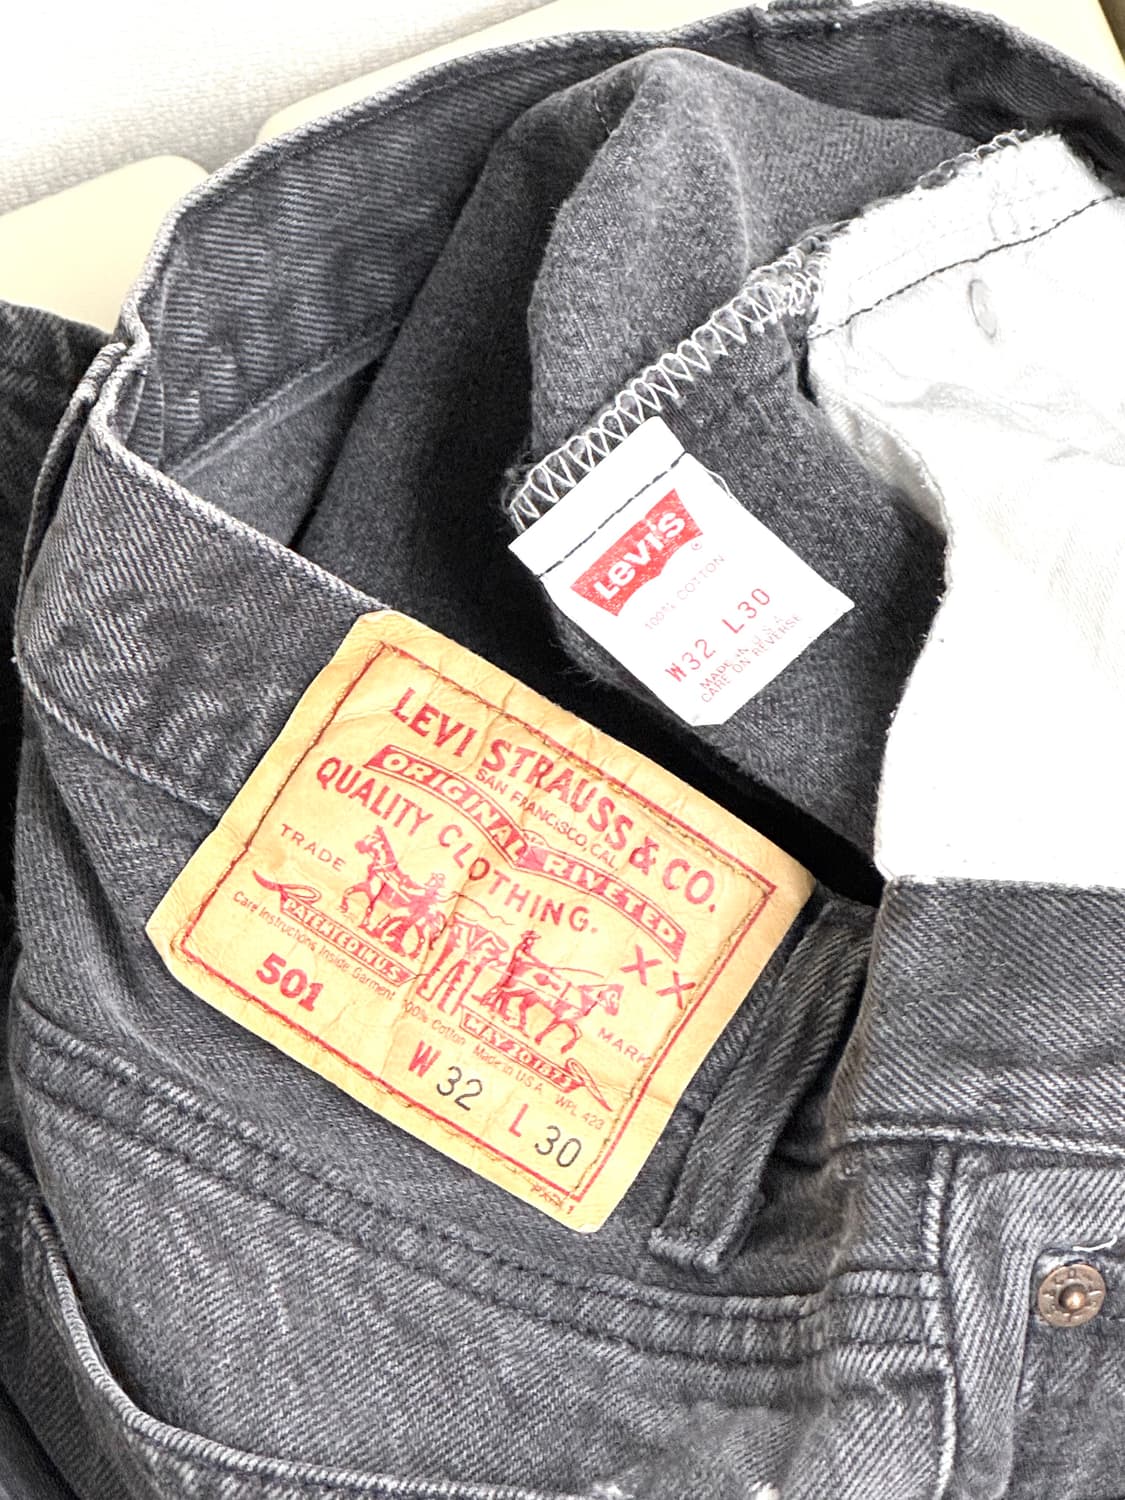 Levi's
®
100% COTTON
W32 L30
MADE IN U.S.A.
CARE ON REVERSE
LEVI STRAUSS & CO.
SAN FRANCISCO, CAL.
ORIGINAL RIVETED
QUALITY CLOTHING.
XX
TRADE MARK
PATENTED IN U.S. MAY 20 1873
501
Care Instructions Inside Garment 100% Cotton Made in U.S.A. WPL 423
W 32 L 30